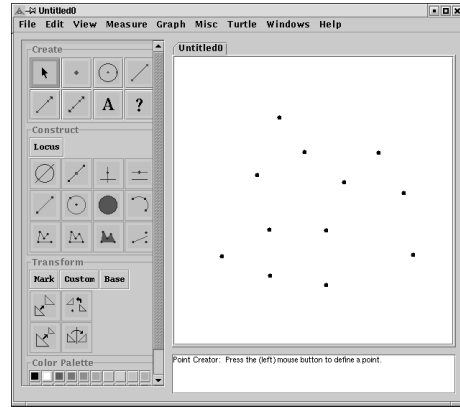 Untitled0
File Edit View Measure Graph Misc Turtle Windows Help
Create
A ?
Construct
Locus
Transform
Mark Custom Base
Color Palette
Untitled0
Point Creator: Press the (left) mouse button to define a point.